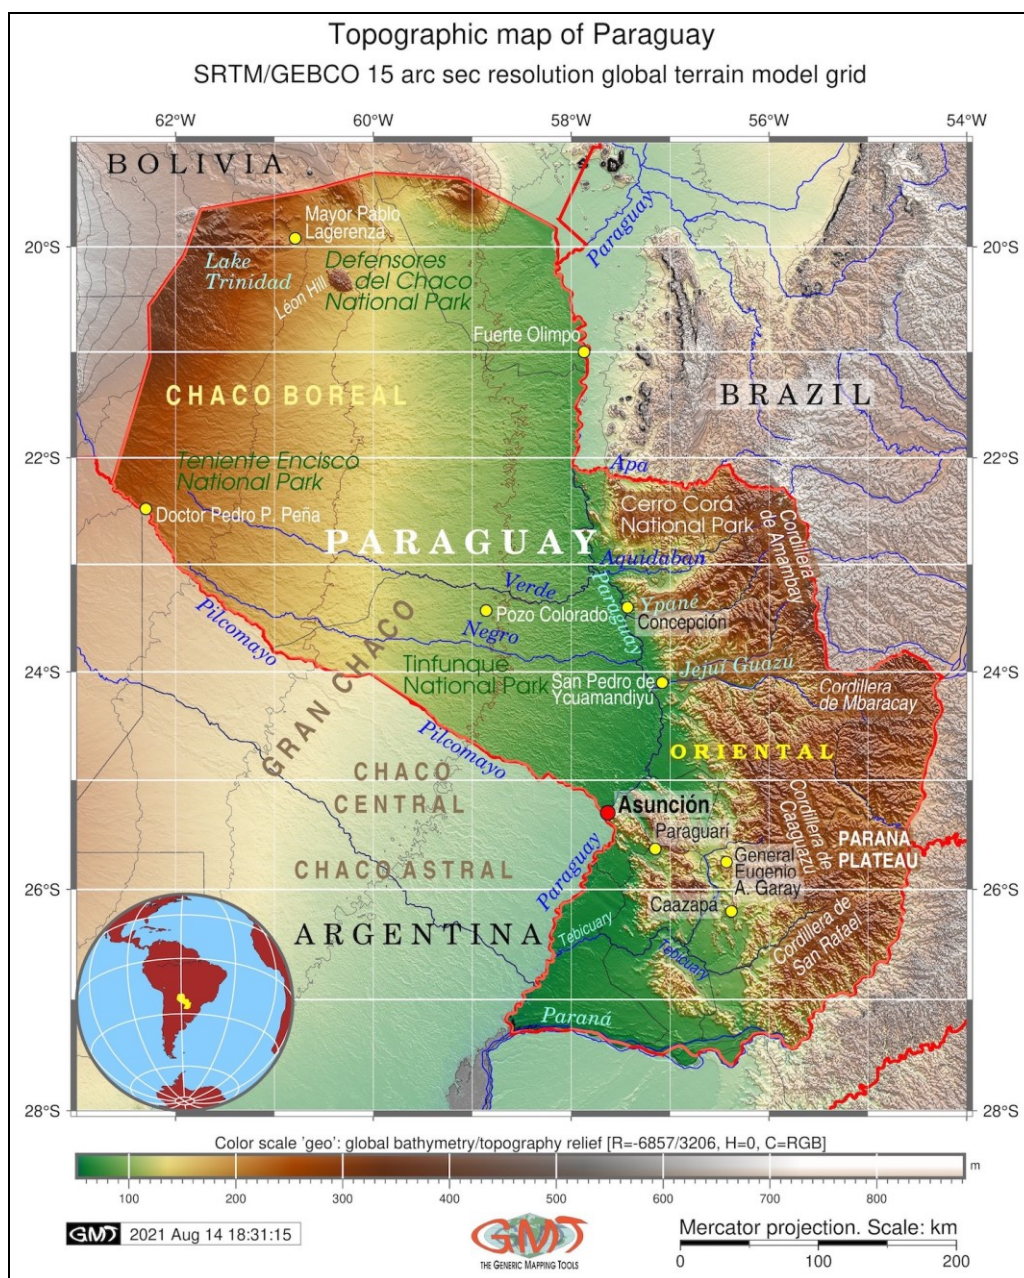 Topographic map of Paraguay
SRTM/GEBCO 15 arc sec resolution global terrain model grid
62°W 60°W 58°W 56°W 54°W
BOLIVIA
Mayor Pablo
Lagerenza
Paraguay
20°S 20°S
Lake
Trinidad
Defensores
del Chaco
National Park
Léon Hill
Fuerte Olimpo
CHACO BOREAL
BRAZIL
22°S 22°S
Apa
Teniente Encisco
National Park
Doctor Pedro P. Peña
Cerro Corá
National Park
Cordillera
de Amambai
PARAGUAY
Aquidabán
Verde
Paraguay
Ypané
Pozo Colorado
Concepción
Pilcomayo
Negro
GRAN CHACO
Tinfunque
National Park
Jejuí Guazú
24°S 24°S
San Pedro de
Ycuamandiyú
Cordillera
de Mbaracay
Pilcomayo
ORIENTAL
CHACO
CENTRAL
Asunción
Paraguarí
Cordillera de
Caaguazú
PARANA
PLATEAU
General
Eugenio
A. Garay
CHACO ASTRAL
Paraguay
26°S 26°S
Caazapá
ARGENTINA
Tebicuary
Tebicuary
Cordillera de
San Rafael
Paraná
28°S 28°S
Color scale 'geo': global bathymetry/topography relief [R=-6857/3206, H=0, C=RGB]
m
100 200 300 400 500 600 700 800
GMT 2021 Aug 14 18:31:15
GMT
THE GENERIC MAPPING TOOLS
Mercator projection. Scale: km
0 100 200